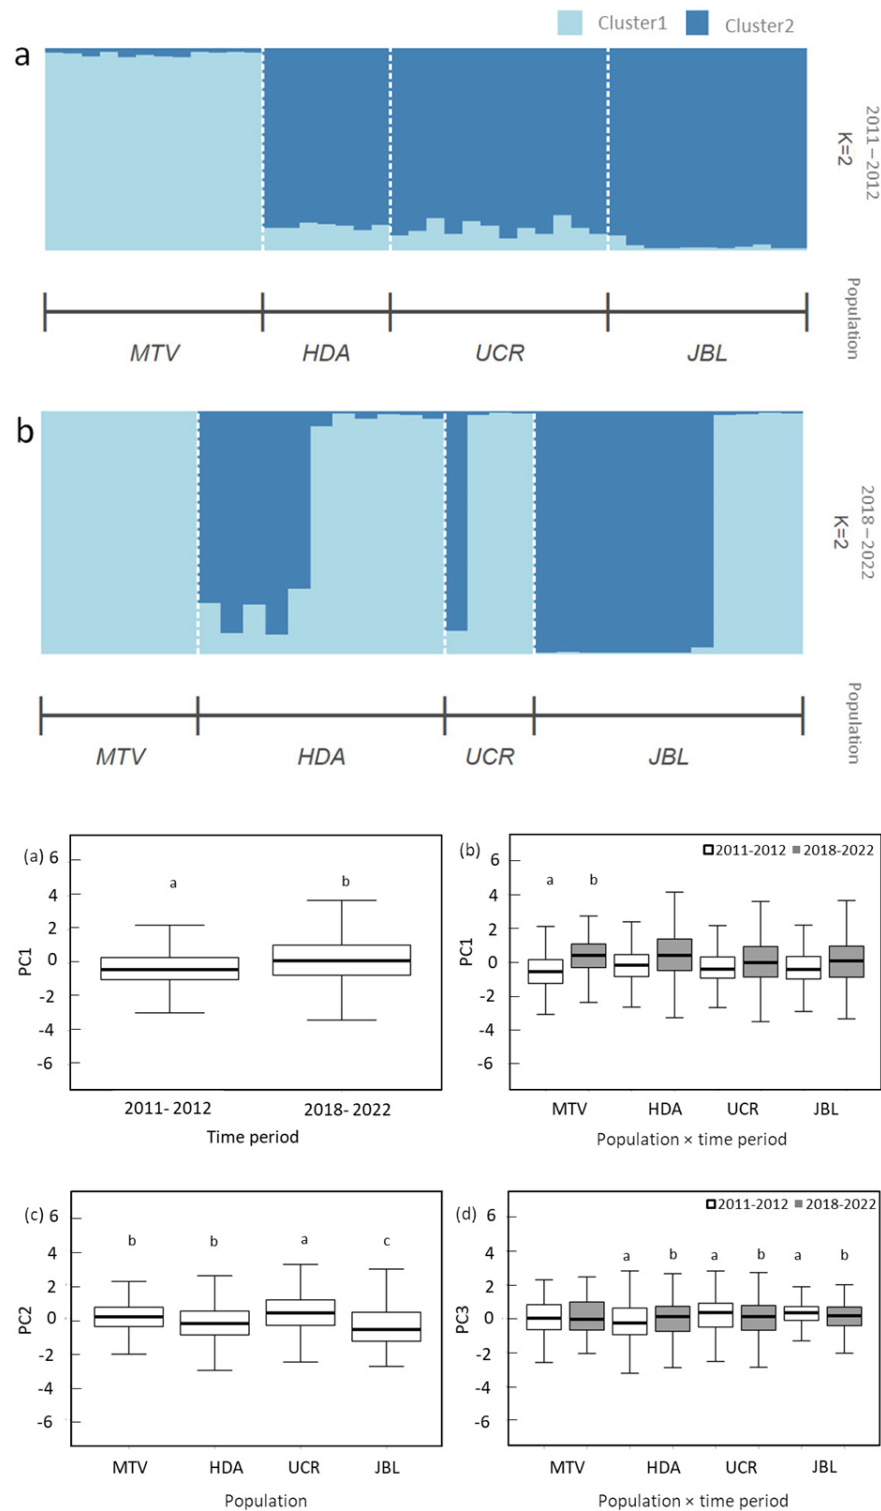 Cluster1 Cluster2
a
2011–2012
K=2
Population
MTV HDA UCR JBL
b
2018–2022
K=2
Population
MTV HDA UCR JBL
(a)
PC1
6
4
2
0
-2
-4
-6
a b
2011- 2012 2018- 2022
Time period
(b)
PC1
6
4
2
0
-2
-4
-6
2011-2012 2018-2022
a b
MTV HDA UCR JBL
Population × time period
(c)
PC2
6
4
2
0
-2
-4
-6
b b a c
MTV HDA UCR JBL
Population
(d)
PC3
6
4
2
0
-2
-4
-6
2011-2012 2018-2022
a b a b a b
MTV HDA UCR JBL
Population × time period